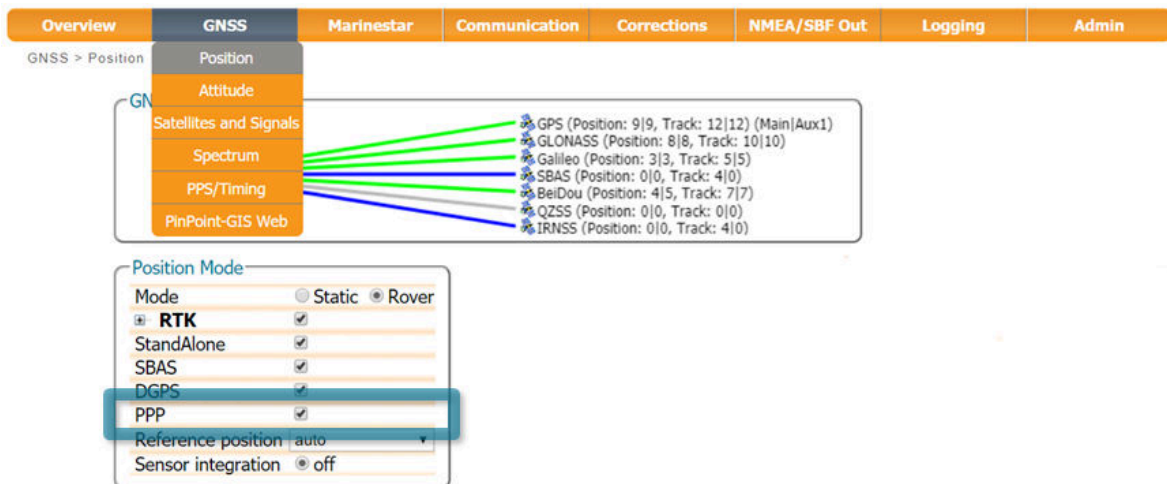 Overview GNSS Marinestar Communication Corrections NMEA/SBF Out Logging Admin
GNSS > Position
Position
Attitude
Satellites and Signals
Spectrum
PPS/Timing
PinPoint-GIS Web
GN
GPS (Position: 9|9, Track: 12|12) (Main|Aux1)
GLONASS (Position: 8|8, Track: 10|10)
Galileo (Position: 3|3, Track: 5|5)
SBAS (Position: 0|0, Track: 4|0)
BeiDou (Position: 4|5, Track: 7|7)
QZSS (Position: 0|0, Track: 0|0)
IRNSS (Position: 0|0, Track: 4|0)
Position Mode
Mode Static Rover
RTK
StandAlone
SBAS
DGPS
PPP
Reference position auto
Sensor integration off